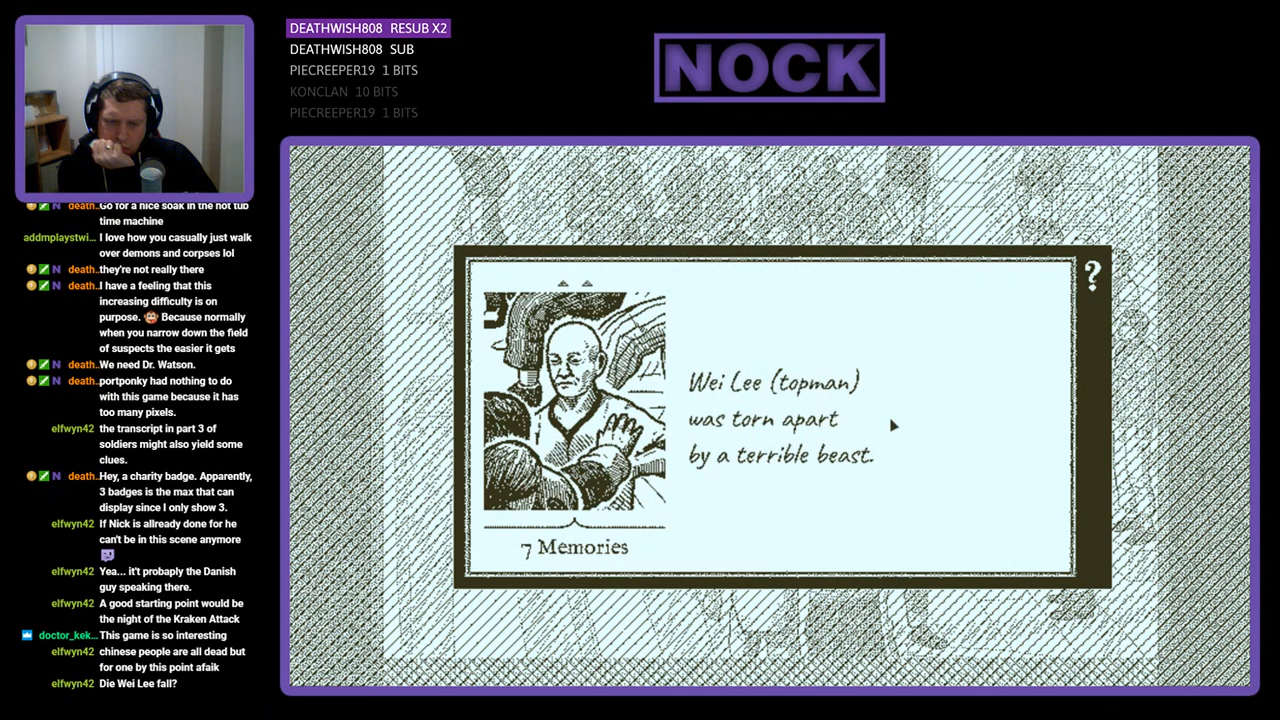 DEATHWISH808 RESUB X2
DEATHWISH808 SUB
PIECREEPER19 1 BITS
KONCLAN 10 BITS
PIECREEPER19 1 BITS
NOCK
death.. Go for a nice soak in the hot tub
time machine
addmplaystwi... I love how you casually just walk
over demons and corpses lol
death.. they're not really there
death.. I have a feeling that this
increasing difficulty is on
purpose. Because normally
when you narrow down the field
of suspects the easier it gets
death.. We need Dr. Watson.
death.. portponky had nothing to do
with this game because it has
too many pixels.
elfwyn42 the transcript in part 3 of
soldiers might also yield some
clues.
death.. Hey, a charity badge. Apparently,
3 badges is the max that can
display since I only show 3.
elfwyn42 If Nick is allready done for he
can't be in this scene anymore
elfwyn42 Yea... it't probaply the Danish
guy speaking there.
elfwyn42 A good starting point would be
the night of the Kraken Attack
doctor_kek... This game is so interesting
elfwyn42 chinese people are all dead but
for one by this point afaik
elfwyn42 Die Wei Lee fall?
?
Wei Lee (topman)
was torn apart
by a terrible beast.
7 Memories